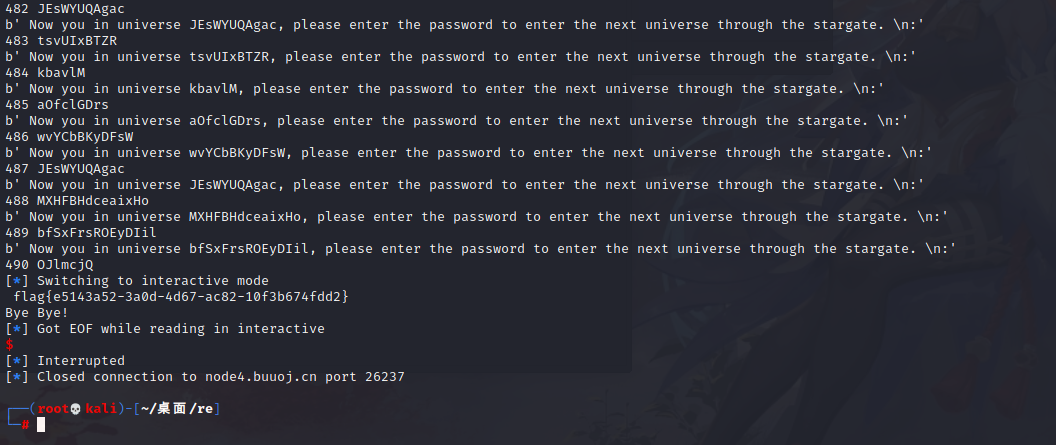 482 JEsWYUQAgac
b' Now you in universe JEsWYUQAgac, please enter the password to enter the next universe through the stargate. \n:'
483 tsvUIxBTZR
b' Now you in universe tsvUIxBTZR, please enter the password to enter the next universe through the stargate. \n:'
484 kbavlM
b' Now you in universe kbavlM, please enter the password to enter the next universe through the stargate. \n:'
485 aOfclGDrs
b' Now you in universe aOfclGDrs, please enter the password to enter the next universe through the stargate. \n:'
486 wvYCbBKyDFsW
b' Now you in universe wvYCbBKyDFsW, please enter the password to enter the next universe through the stargate. \n:'
487 JEsWYUQAgac
b' Now you in universe JEsWYUQAgac, please enter the password to enter the next universe through the stargate. \n:'
488 MXHFBHdceaixHo
b' Now you in universe MXHFBHdceaixHo, please enter the password to enter the next universe through the stargate. \n:'
489 bfSxFrsROEyDIil
b' Now you in universe bfSxFrsROEyDIil, please enter the password to enter the next universe through the stargate. \n:'
490 OJlmcjQ
[*] Switching to interactive mode
flag{e5143a52-3a0d-4d67-ac82-10f3b674fdd2}
Bye Bye!
[*] Got EOF while reading in interactive
$
[*] Interrupted
[*] Closed connection to node4.buuoj.cn port 26237
┌──(root💀kali)-[~/桌面/re]
└─#